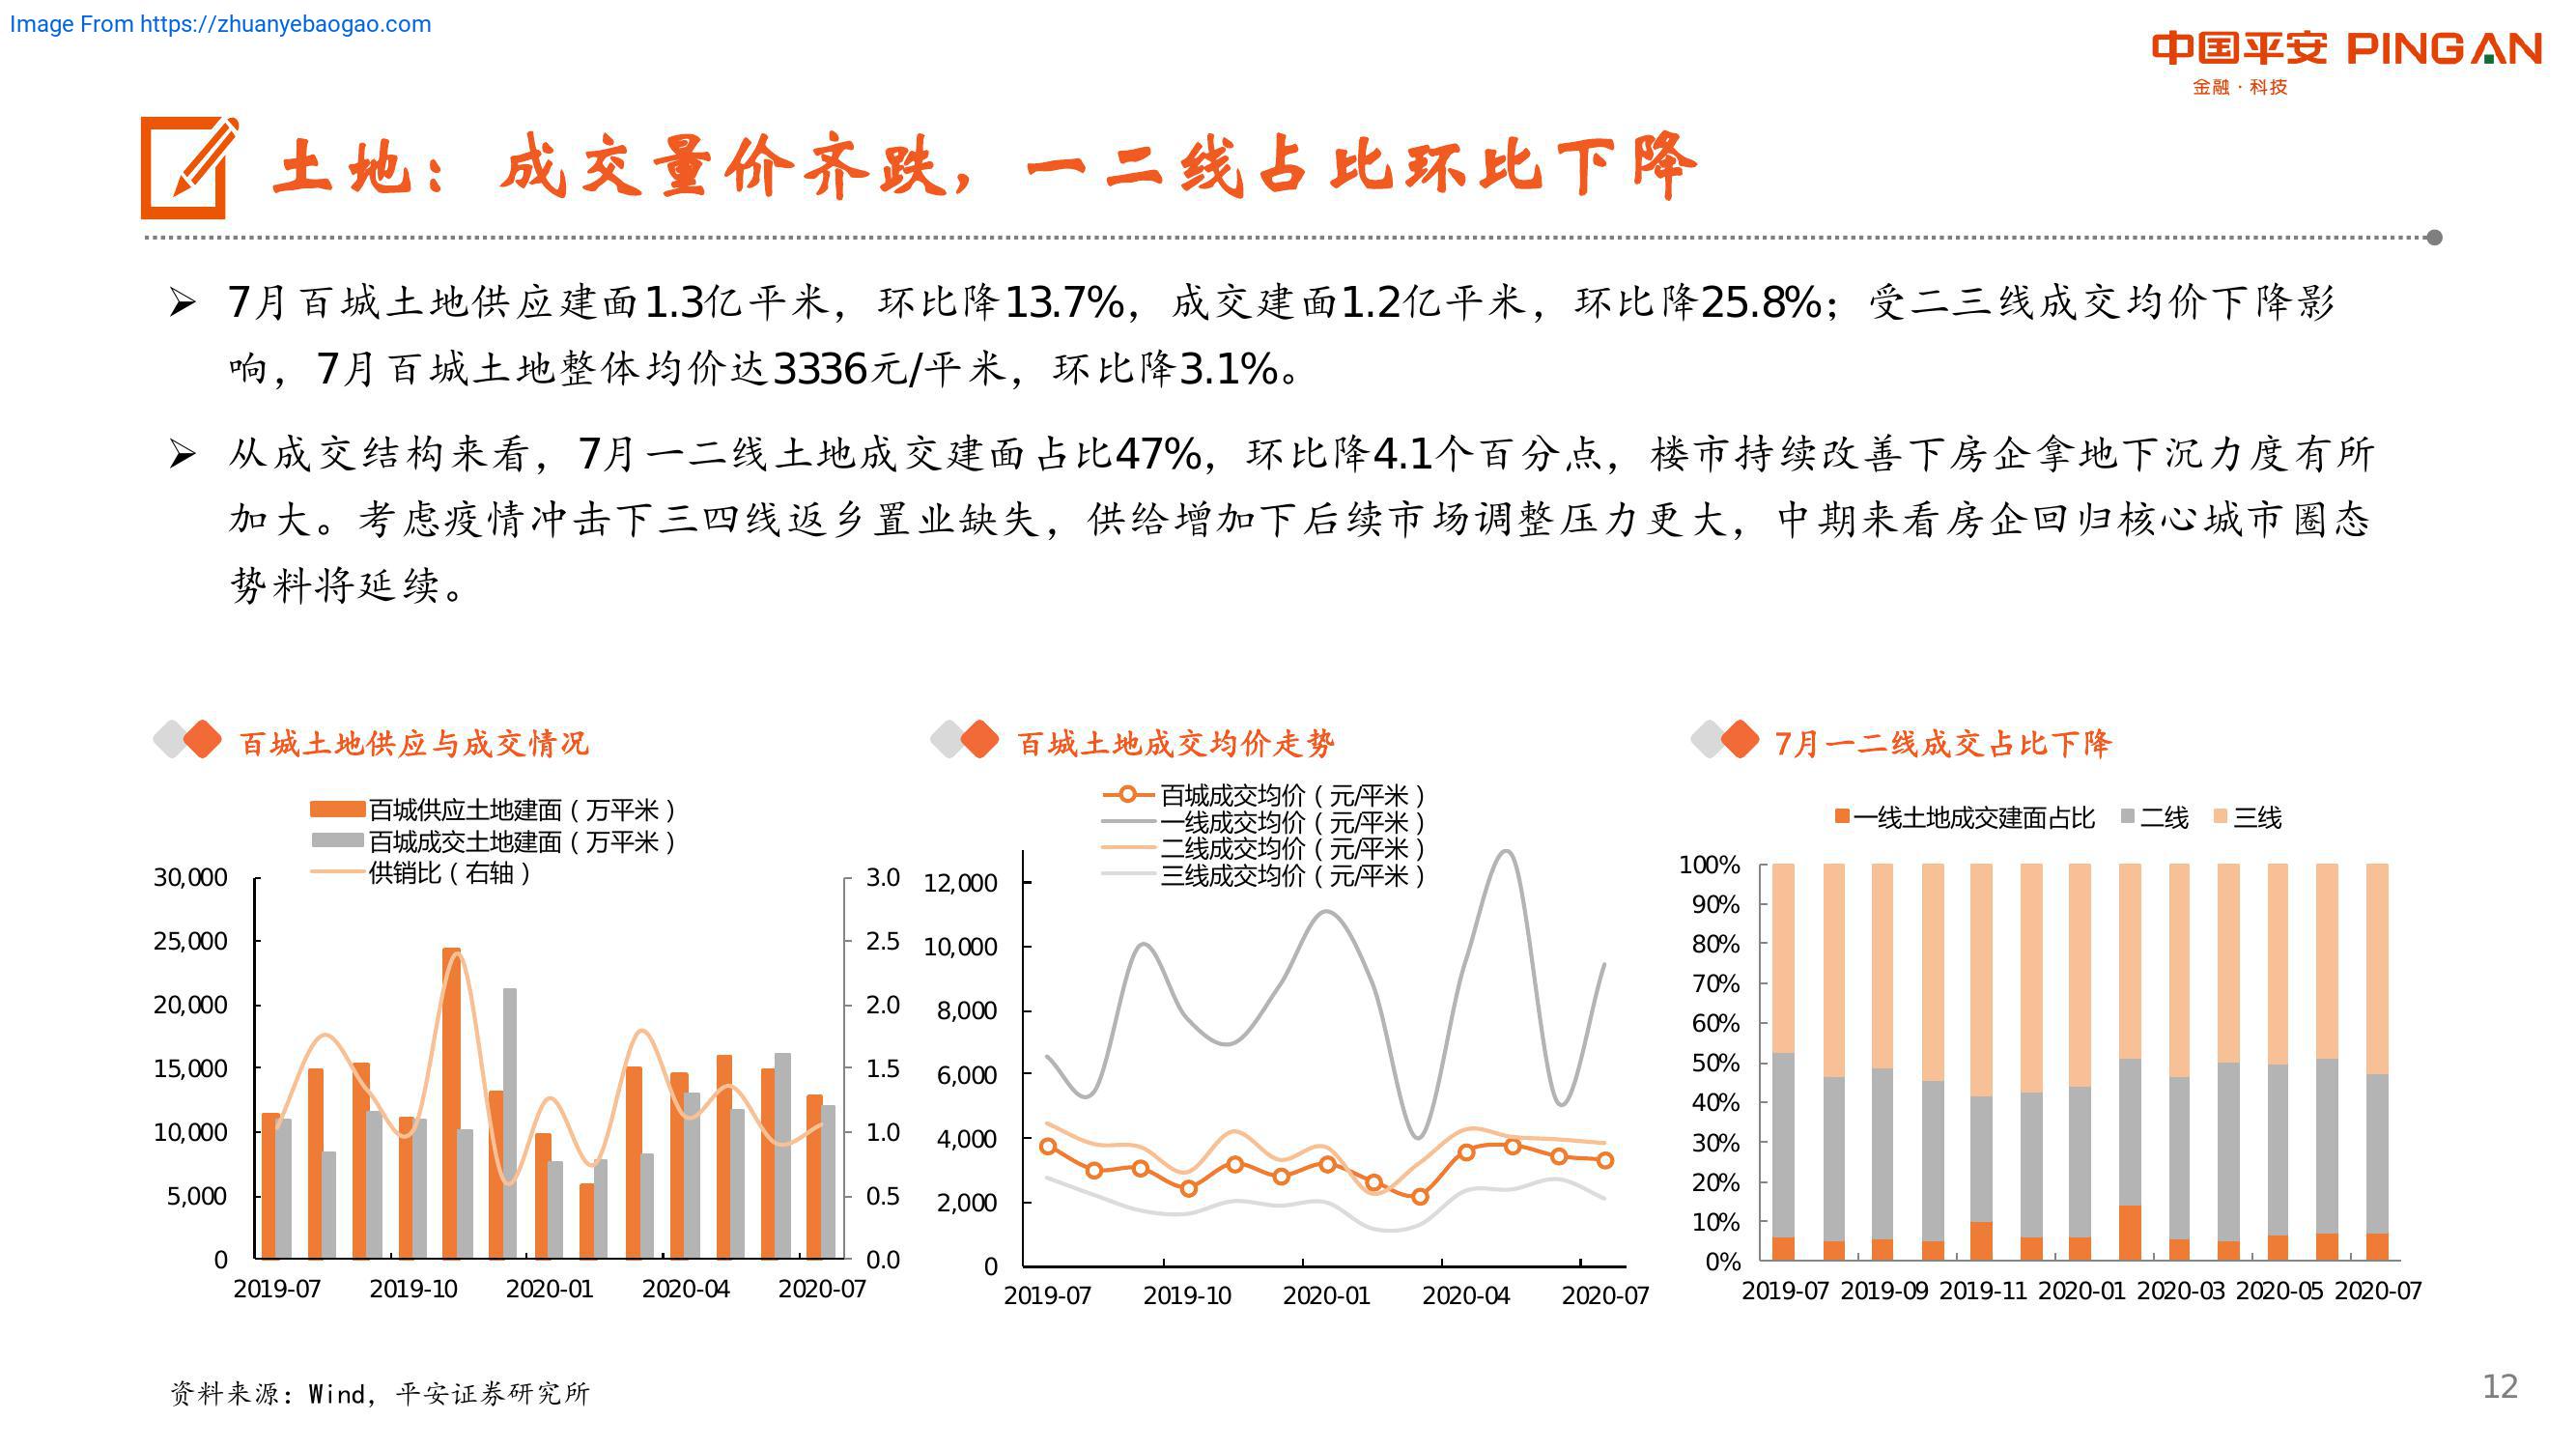 Image From https://zhuanyebaogao.com
中国平安 PINGAN
金融·科技
土地：成交量价齐跌，一二线占比环比下降
➢ 7月百城土地供应建面1.3亿平米，环比降13.7%，成交建面1.2亿平米，环比降25.8%；受二三线成交均价下降影
响，7月百城土地整体均价达3336元/平米，环比降3.1%。
➢ 从成交结构来看，7月一二线土地成交建面占比47%，环比降4.1个百分点，楼市持续改善下房企拿地下沉力度有所
加大。考虑疫情冲击下三四线返乡置业缺失，供给增加下后续市场调整压力更大，中期来看房企回归核心城市圈态
势料将延续。
百城土地供应与成交情况
百城供应土地建面（万平米）
百城成交土地建面（万平米）
供销比（右轴）
30,000
25,000
20,000
15,000
10,000
5,000
0
3.0
2.5
2.0
1.5
1.0
0.5
0.0
2019-07 2019-10 2020-01 2020-04 2020-07
百城土地成交均价走势
百城成交均价（元/平米）
一线成交均价（元/平米）
二线成交均价（元/平米）
三线成交均价（元/平米）
12,000
10,000
8,000
6,000
4,000
2,000
0
2019-07 2019-10 2020-01 2020-04 2020-07
7月一二线成交占比下降
一线土地成交建面占比 二线 三线
100%
90%
80%
70%
60%
50%
40%
30%
20%
10%
0%
2019-07 2019-09 2019-11 2020-01 2020-03 2020-05 2020-07
资料来源：Wind，平安证券研究所
12